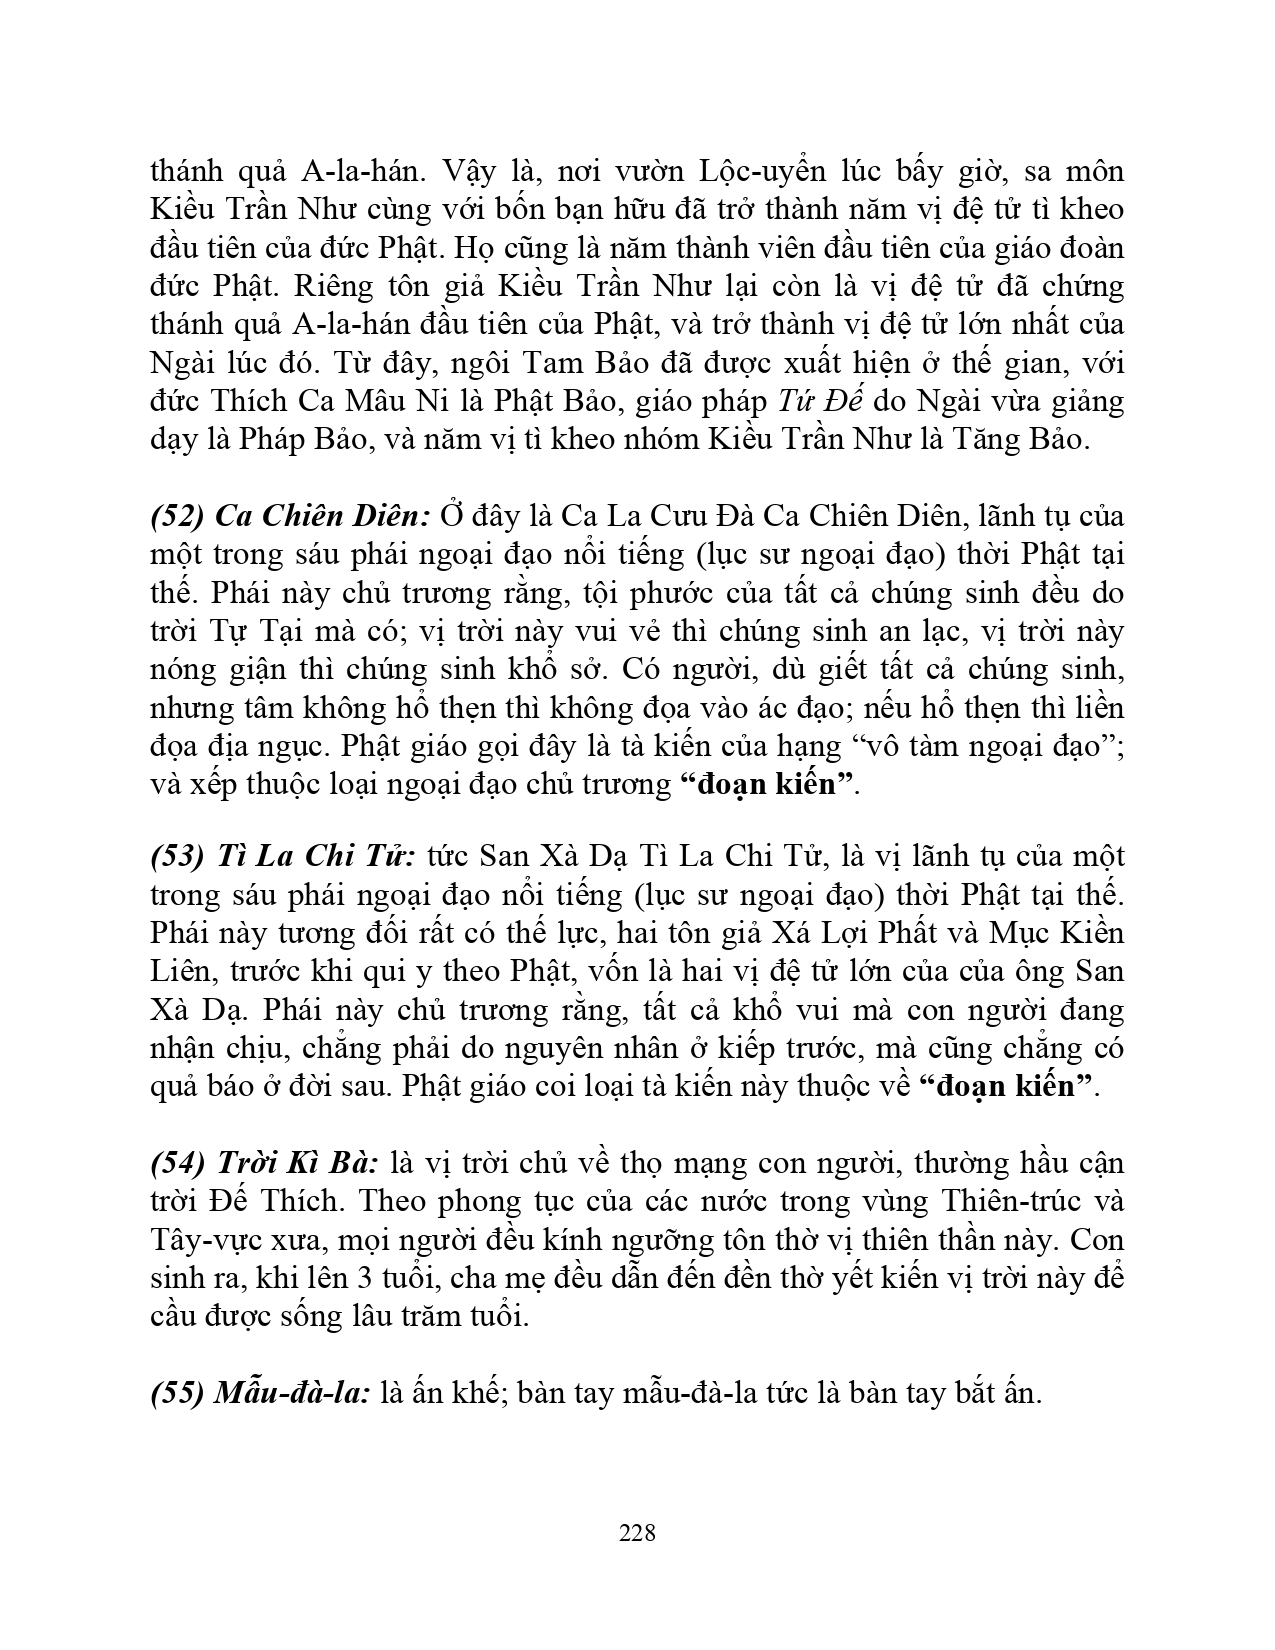 thánh quả A-la-hán. Vậy là, nơi vườn Lộc-uyển lúc bấy giờ, sa môn
Kiều Trần Như cùng với bốn bạn hữu đã trở thành năm vị đệ tử tì kheo
đầu tiên của đức Phật. Họ cũng là năm thành viên đầu tiên của giáo đoàn
đức Phật. Riêng tôn giả Kiều Trần Như lại còn là vị đệ tử đã chứng
thánh quả A-la-hán đầu tiên của Phật, và trở thành vị đệ tử lớn nhất của
Ngài lúc đó. Từ đây, ngôi Tam Bảo đã được xuất hiện ở thế gian, với
đức Thích Ca Mâu Ni là Phật Bảo, giáo pháp Tứ Đế do Ngài vừa giảng
dạy là Pháp Bảo, và năm vị tì kheo nhóm Kiều Trần Như là Tăng Bảo.
(52) Ca Chiên Diên: Ở đây là Ca La Cưu Đà Ca Chiên Diên, lãnh tụ của
một trong sáu phái ngoại đạo nổi tiếng (lục sư ngoại đạo) thời Phật tại
thế. Phái này chủ trương rằng, tội phước của tất cả chúng sinh đều do
trời Tự Tại mà có; vị trời này vui vẻ thì chúng sinh an lạc, vị trời này
nóng giận thì chúng sinh khổ sở. Có người, dù giết tất cả chúng sinh,
nhưng tâm không hổ thẹn thì không đọa vào ác đạo; nếu hổ thẹn thì liền
đọa địa ngục. Phật giáo gọi đây là tà kiến của hạng “vô tàm ngoại đạo”;
và xếp thuộc loại ngoại đạo chủ trương “đoạn kiến”.
(53) Tì La Chi Tử: tức San Xà Dạ Tì La Chi Tử, là vị lãnh tụ của một
trong sáu phái ngoại đạo nổi tiếng (lục sư ngoại đạo) thời Phật tại thế.
Phái này tương đối rất có thế lực, hai tôn giả Xá Lợi Phất và Mục Kiền
Liên, trước khi qui y theo Phật, vốn là hai vị đệ tử lớn của của ông San
Xà Dạ. Phái này chủ trương rằng, tất cả khổ vui mà con người đang
nhận chịu, chẳng phải do nguyên nhân ở kiếp trước, mà cũng chẳng có
quả báo ở đời sau. Phật giáo coi loại tà kiến này thuộc về “đoạn kiến”.
(54) Trời Kì Bà: là vị trời chủ về thọ mạng con người, thường hầu cận
trời Đế Thích. Theo phong tục của các nước trong vùng Thiên-trúc và
Tây-vực xưa, mọi người đều kính ngưỡng tôn thờ vị thiên thần này. Con
sinh ra, khi lên 3 tuổi, cha mẹ đều dẫn đến đền thờ yết kiến vị trời này để
cầu được sống lâu trăm tuổi.
(55) Mẫu-đà-la: là ấn khế; bàn tay mẫu-đà-la tức là bàn tay bắt ấn.
228